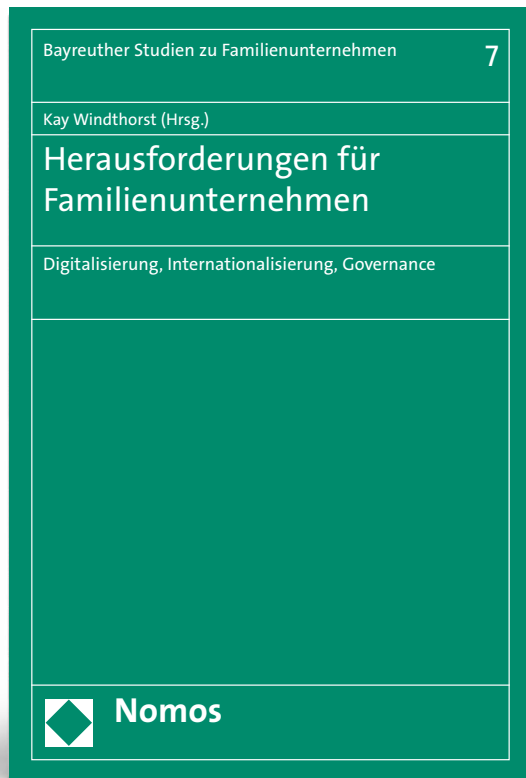 Bayreuther Studien zu Familienunternehmen 7
Kay Windthorst (Hrsg.)
Herausforderungen für
Familienunternehmen
Digitalisierung, Internationalisierung, Governance
Nomos